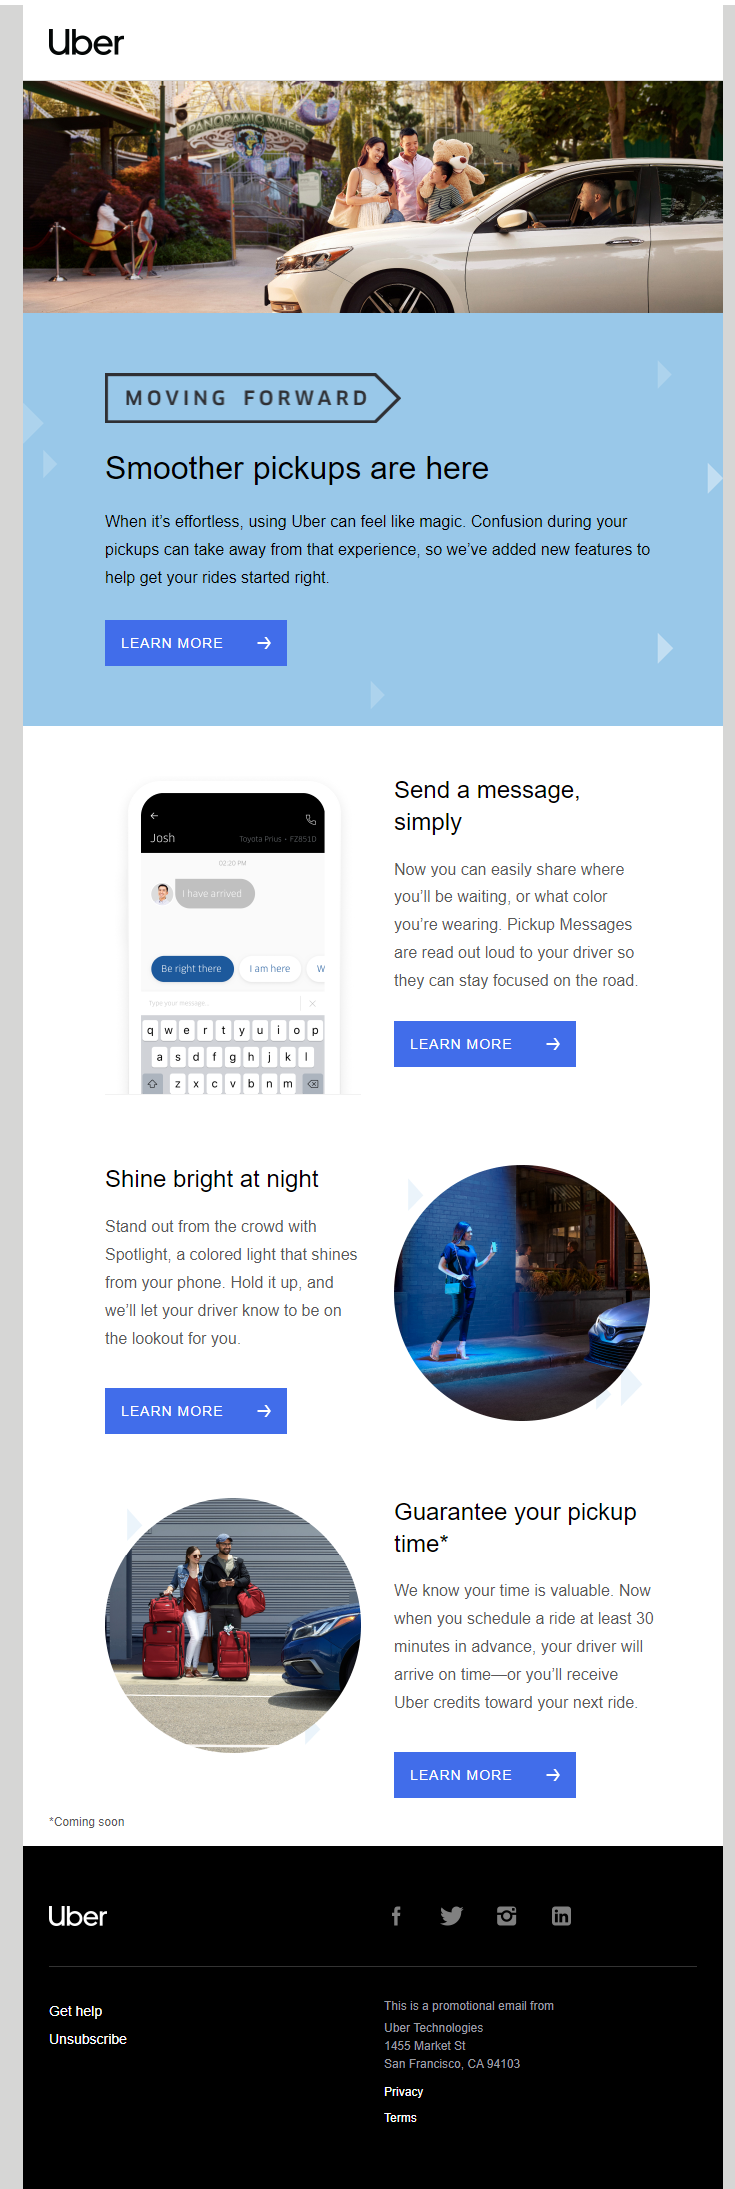 Uber
PANORAMIC WHEEL
MOVING FORWARD
Smoother pickups are here
When it’s effortless, using Uber can feel like magic. Confusion during your
pickups can take away from that experience, so we’ve added new features to
help get your rides started right.
LEARN MORE
←
Josh
Toyota Prius • FZ851D
02:20 PM
I have arrived
Be right there
I am here
W
Type your message
q w e r t y u i o p
a s d f g h j k l
z x c v b n m
Send a message,
simply
Now you can easily share where
you’ll be waiting, or what color
you’re wearing. Pickup Messages
are read out loud to your driver so
they can stay focused on the road.
LEARN MORE
Shine bright at night
Stand out from the crowd with
Spotlight, a colored light that shines
from your phone. Hold it up, and
we’ll let your driver know to be on
the lookout for you.
LEARN MORE
Guarantee your pickup
time*
We know your time is valuable. Now
when you schedule a ride at least 30
minutes in advance, your driver will
arrive on time—or you’ll receive
Uber credits toward your next ride.
LEARN MORE
*Coming soon
Uber
f
in
Get help
Unsubscribe
This is a promotional email from
Uber Technologies
1455 Market St
San Francisco, CA 94103
Privacy
Terms